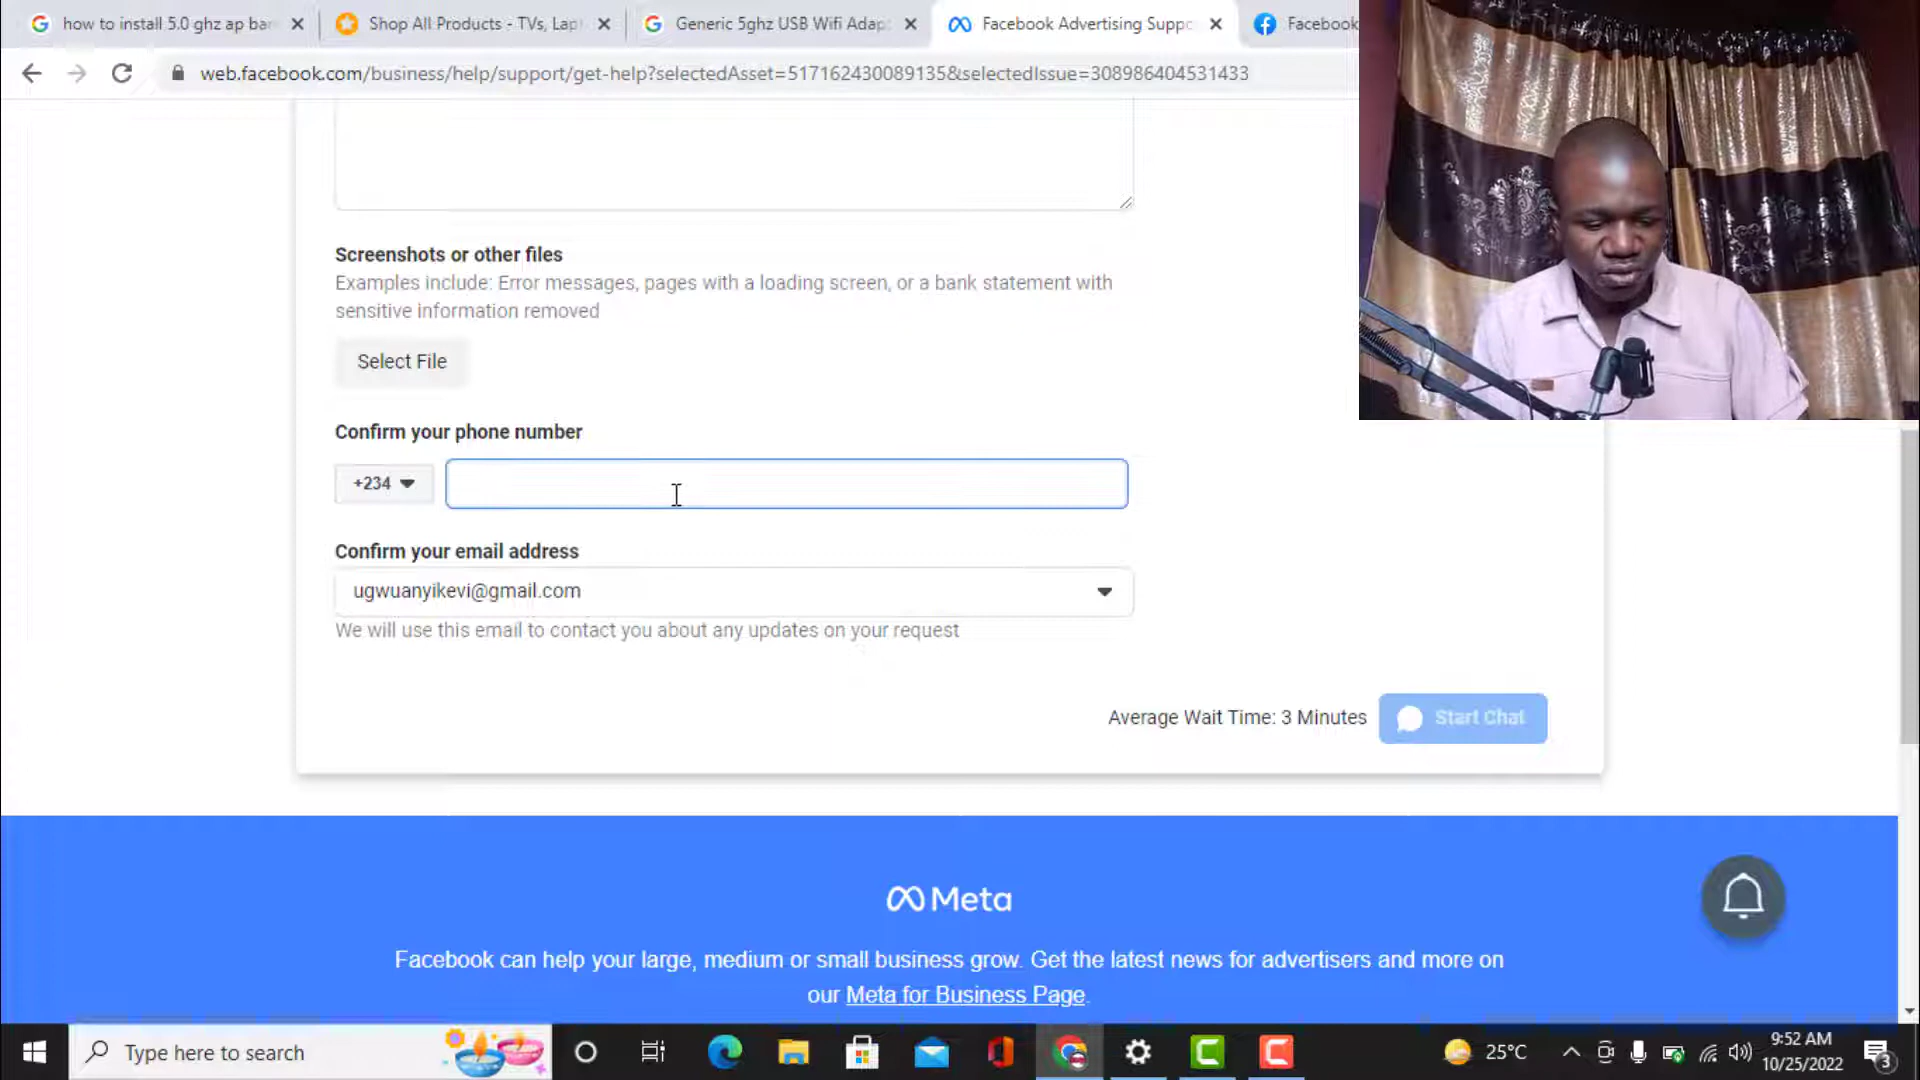 how to install 5.0 ghz ap ban
Shop All Products - TVs, Lap
Generic 5ghz USB Wifi Adap
Facebook Advertising Suppo
Facebook
web.facebook.com/business/help/support/get-help?selectedAsset=517162430089135&selectedIssue=308986404531433
Screenshots or other files
Examples include: Error messages, pages with a loading screen, or a bank statement with
sensitive information removed
Select File
Confirm your phone number
+234
Confirm your email address
ugwuanyikevi@gmail.com
We will use this email to contact you about any updates on your request
Average Wait Time: 3 Minutes
Start Chat
Meta
Facebook can help your large, medium or small business grow. Get the latest news for advertisers and more on
our Meta for Business Page.
Type here to search
25°C
9:52 AM
10/25/2022
3